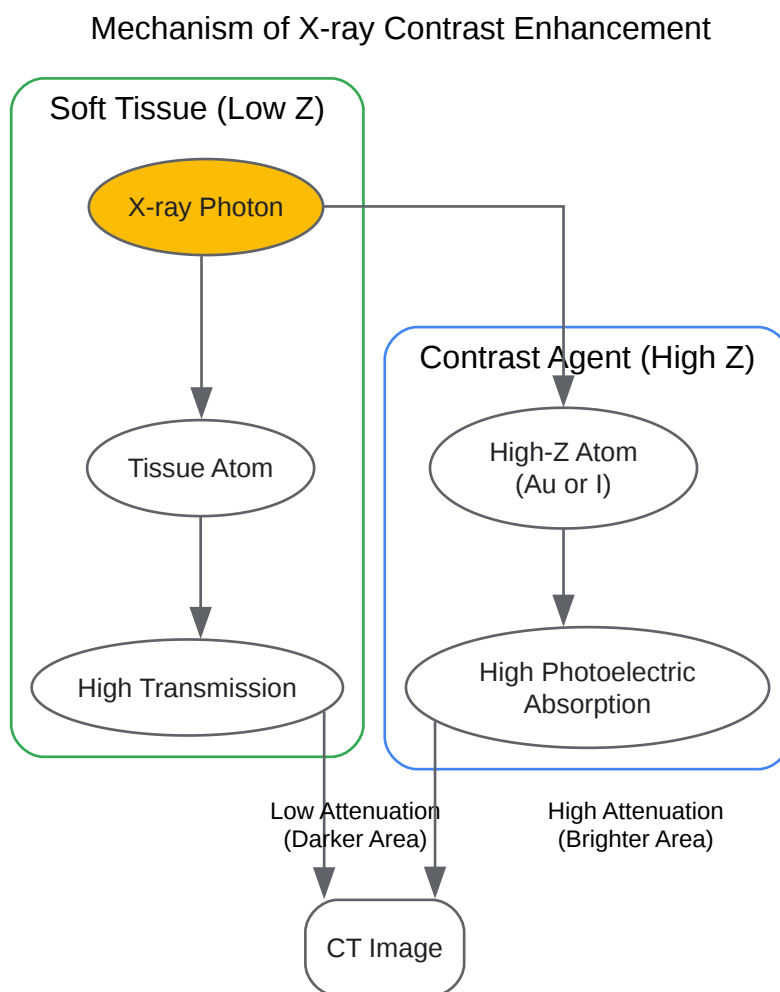 Mechanism of X-ray Contrast Enhancement
Soft Tissue (Low Z)
X-ray Photon
Contrast Agent (High Z)
Tissue Atom
High-Z Atom
(Au or I)
High Transmission
High Photoelectric
Absorption
Low Attenuation
(Darker Area)
High Attenuation
(Brighter Area)
CT Image